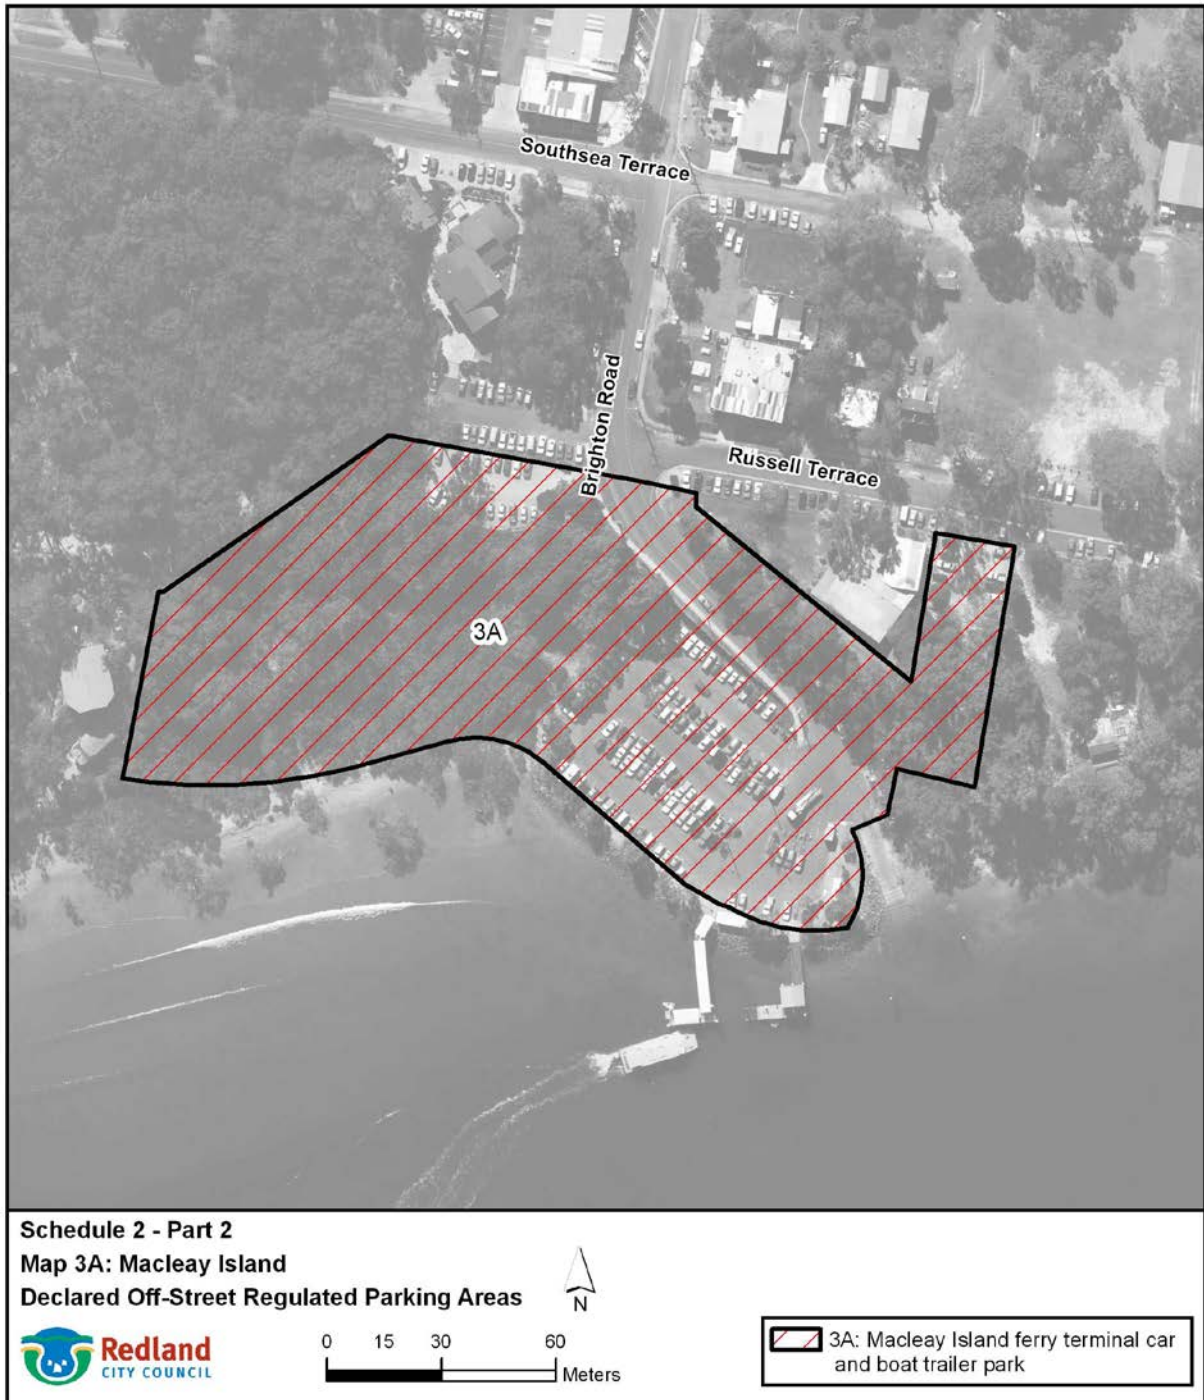 Southsea Terrace
Brighton Road
Russell Terrace
3A
Schedule 2 - Part 2
Map 3A: Macleay Island
Declared Off-Street Regulated Parking Areas
N
Redland
CITY COUNCIL
0 15 30 60
Meters
3A: Macleay Island ferry terminal car
and boat trailer park